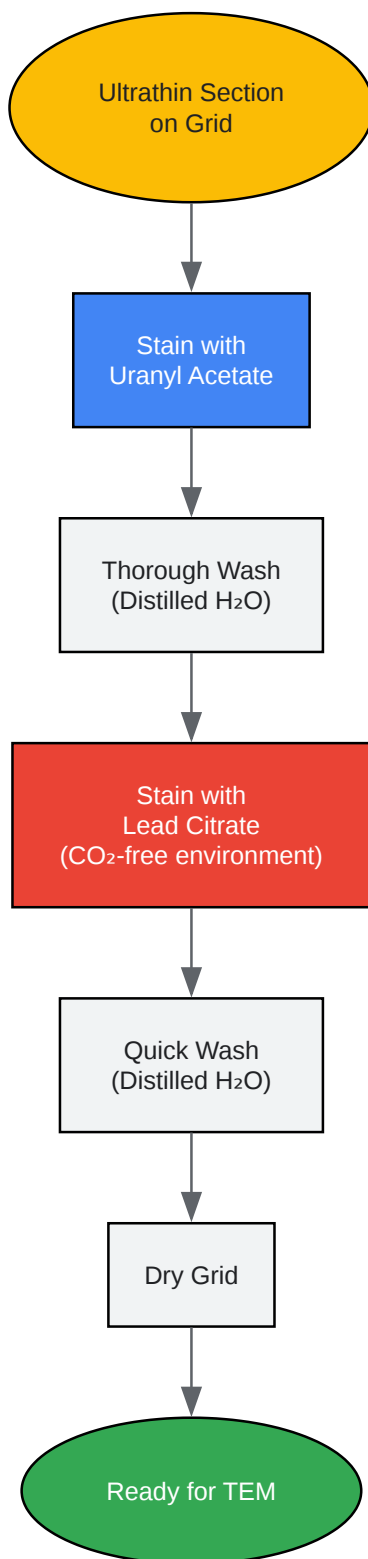 Ultrathin Section
on Grid
Stain with
Uranyl Acetate
Thorough Wash
(Distilled H₂O)
Stain with
Lead Citrate
(CO₂-free environment)
Quick Wash
(Distilled H₂O)
Dry Grid
Ready for TEM